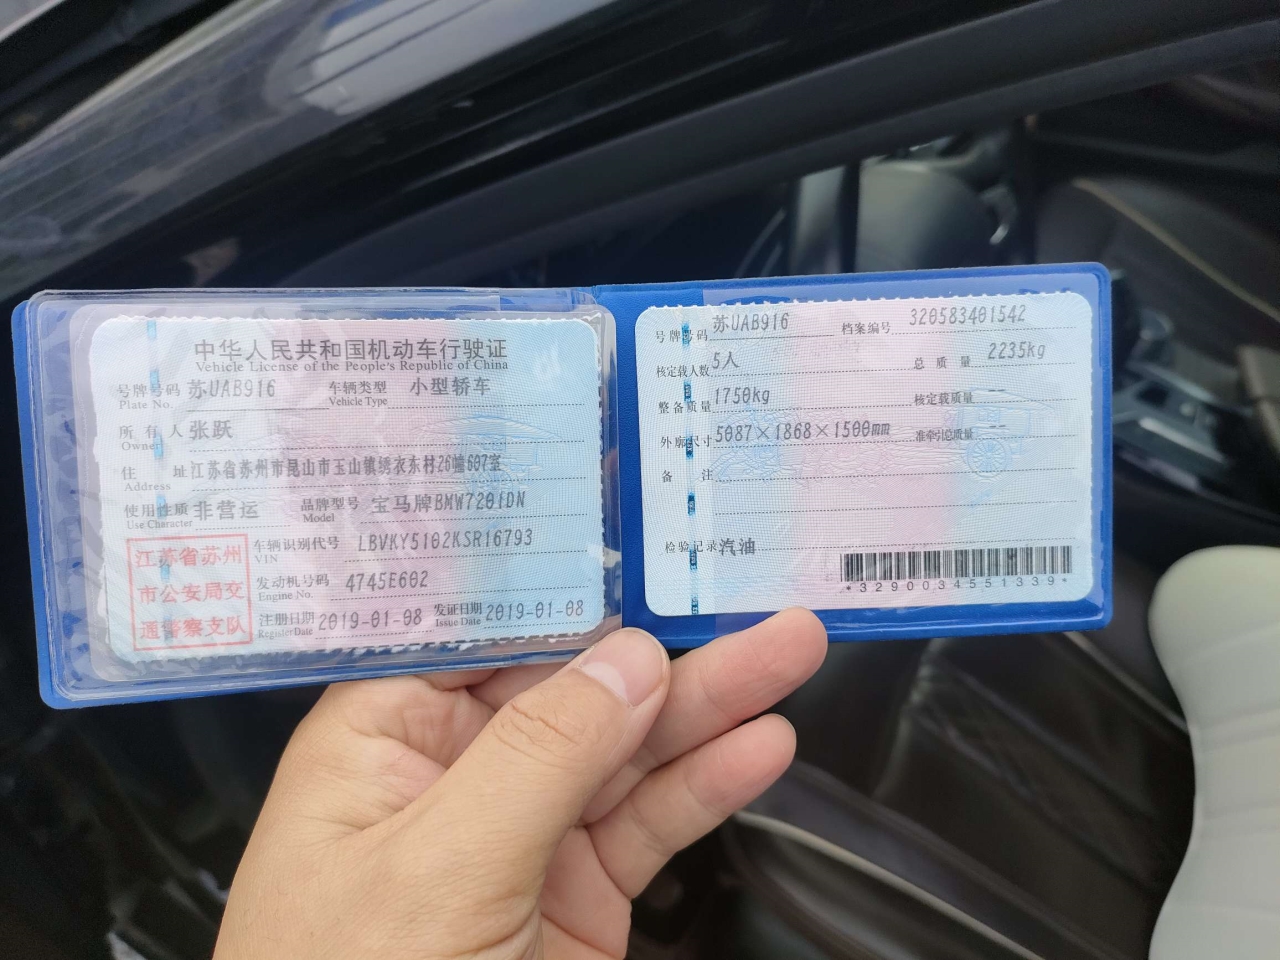 中华人民共和国机动车行驶证
Vehicle License of the People's Republic of China
号牌号码 苏UAB916 车辆类型 小型轿车
Plate No. Vehicle Type
所有人 张跃
Owner
住址 江苏省苏州市昆山市玉山镇绣衣东村26幢607室
Address
使用性质 非营运 品牌型号 宝马牌BMW7201DN
Use Character Model
江苏省苏州
市公安局交
通警察支队
车辆识别代号 LBVKY5102KSR16793
VIN
发动机号码 4745E602
Engine No.
注册日期 2019-01-08 发证日期 2019-01-08
Register Date Issue Date
号牌号码 苏UAB916 档案编号 320583401542
核定载人数 5人 总质量 2235kg
整备质量 1750kg 核定载质量 --
外廓尺寸 5087×1868×1500mm 准牵引总质量 --
备注
检验记录 汽油
*3290034551339*